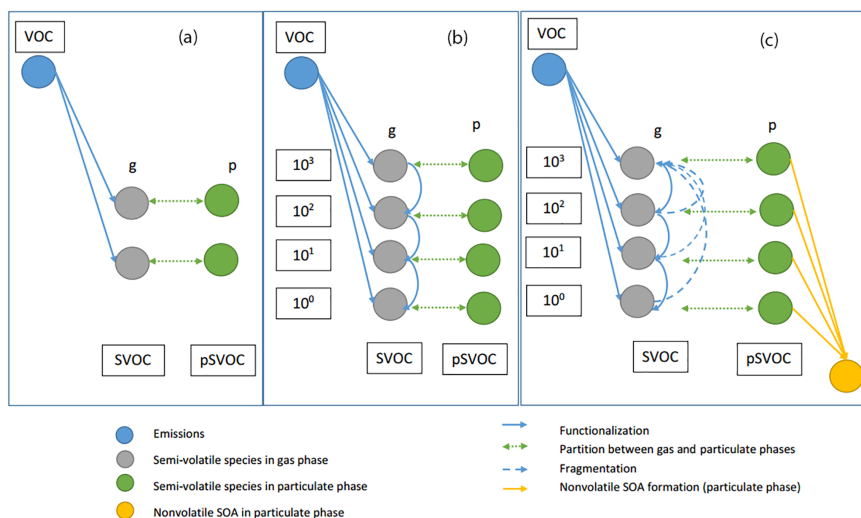 VOC
(a)
g
p
SVOC
pSVOC
VOC
(b)
g
p
10³
10²
10¹
10⁰
SVOC
pSVOC
VOC
(c)
g
p
10³
10²
10¹
10⁰
SVOC
pSVOC
Emissions
Semi-volatile species in gas phase
Semi-volatile species in particulate phase
Nonvolatile SOA in particulate phase
Functionalization
Partition between gas and particulate phases
Fragmentation
Nonvolatile SOA formation (particulate phase)